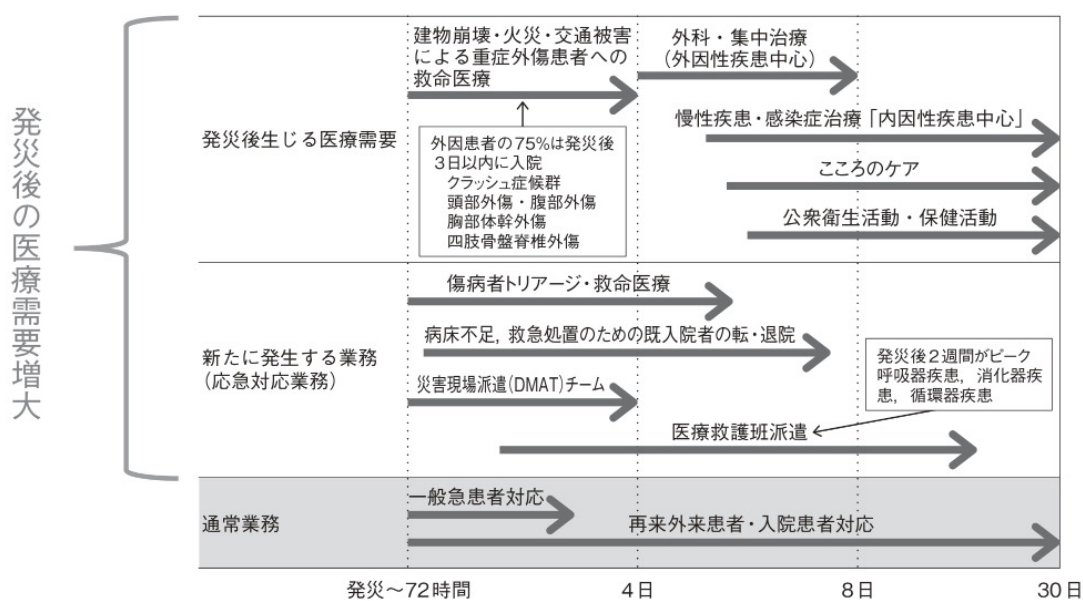 発災後の医療需要増大
発災後生じる医療需要
建物崩壊・火災・交通被害
による重症外傷患者への
救命医療
外科・集中治療
(外因性疾患中心)
外因患者の75%は発災後
3日以内に入院
クラッシュ症候群
頭部外傷・腹部外傷
胸部体幹外傷
四肢骨盤脊椎外傷
慢性疾患・感染症治療「内因性疾患中心」
こころのケア
公衆衛生活動・保健活動
新たに発生する業務
(応急対応業務)
傷病者トリアージ・救命医療
病床不足,救急処置のための既入院者の転・退院
災害現場派遣(DMAT)チーム
発災後2週間がピーク
呼吸器疾患,消化器疾
患,循環器疾患
医療救護班派遣
通常業務
一般急患者対応
再来外来患者・入院患者対応
発災~72時間
4日
8日
30日